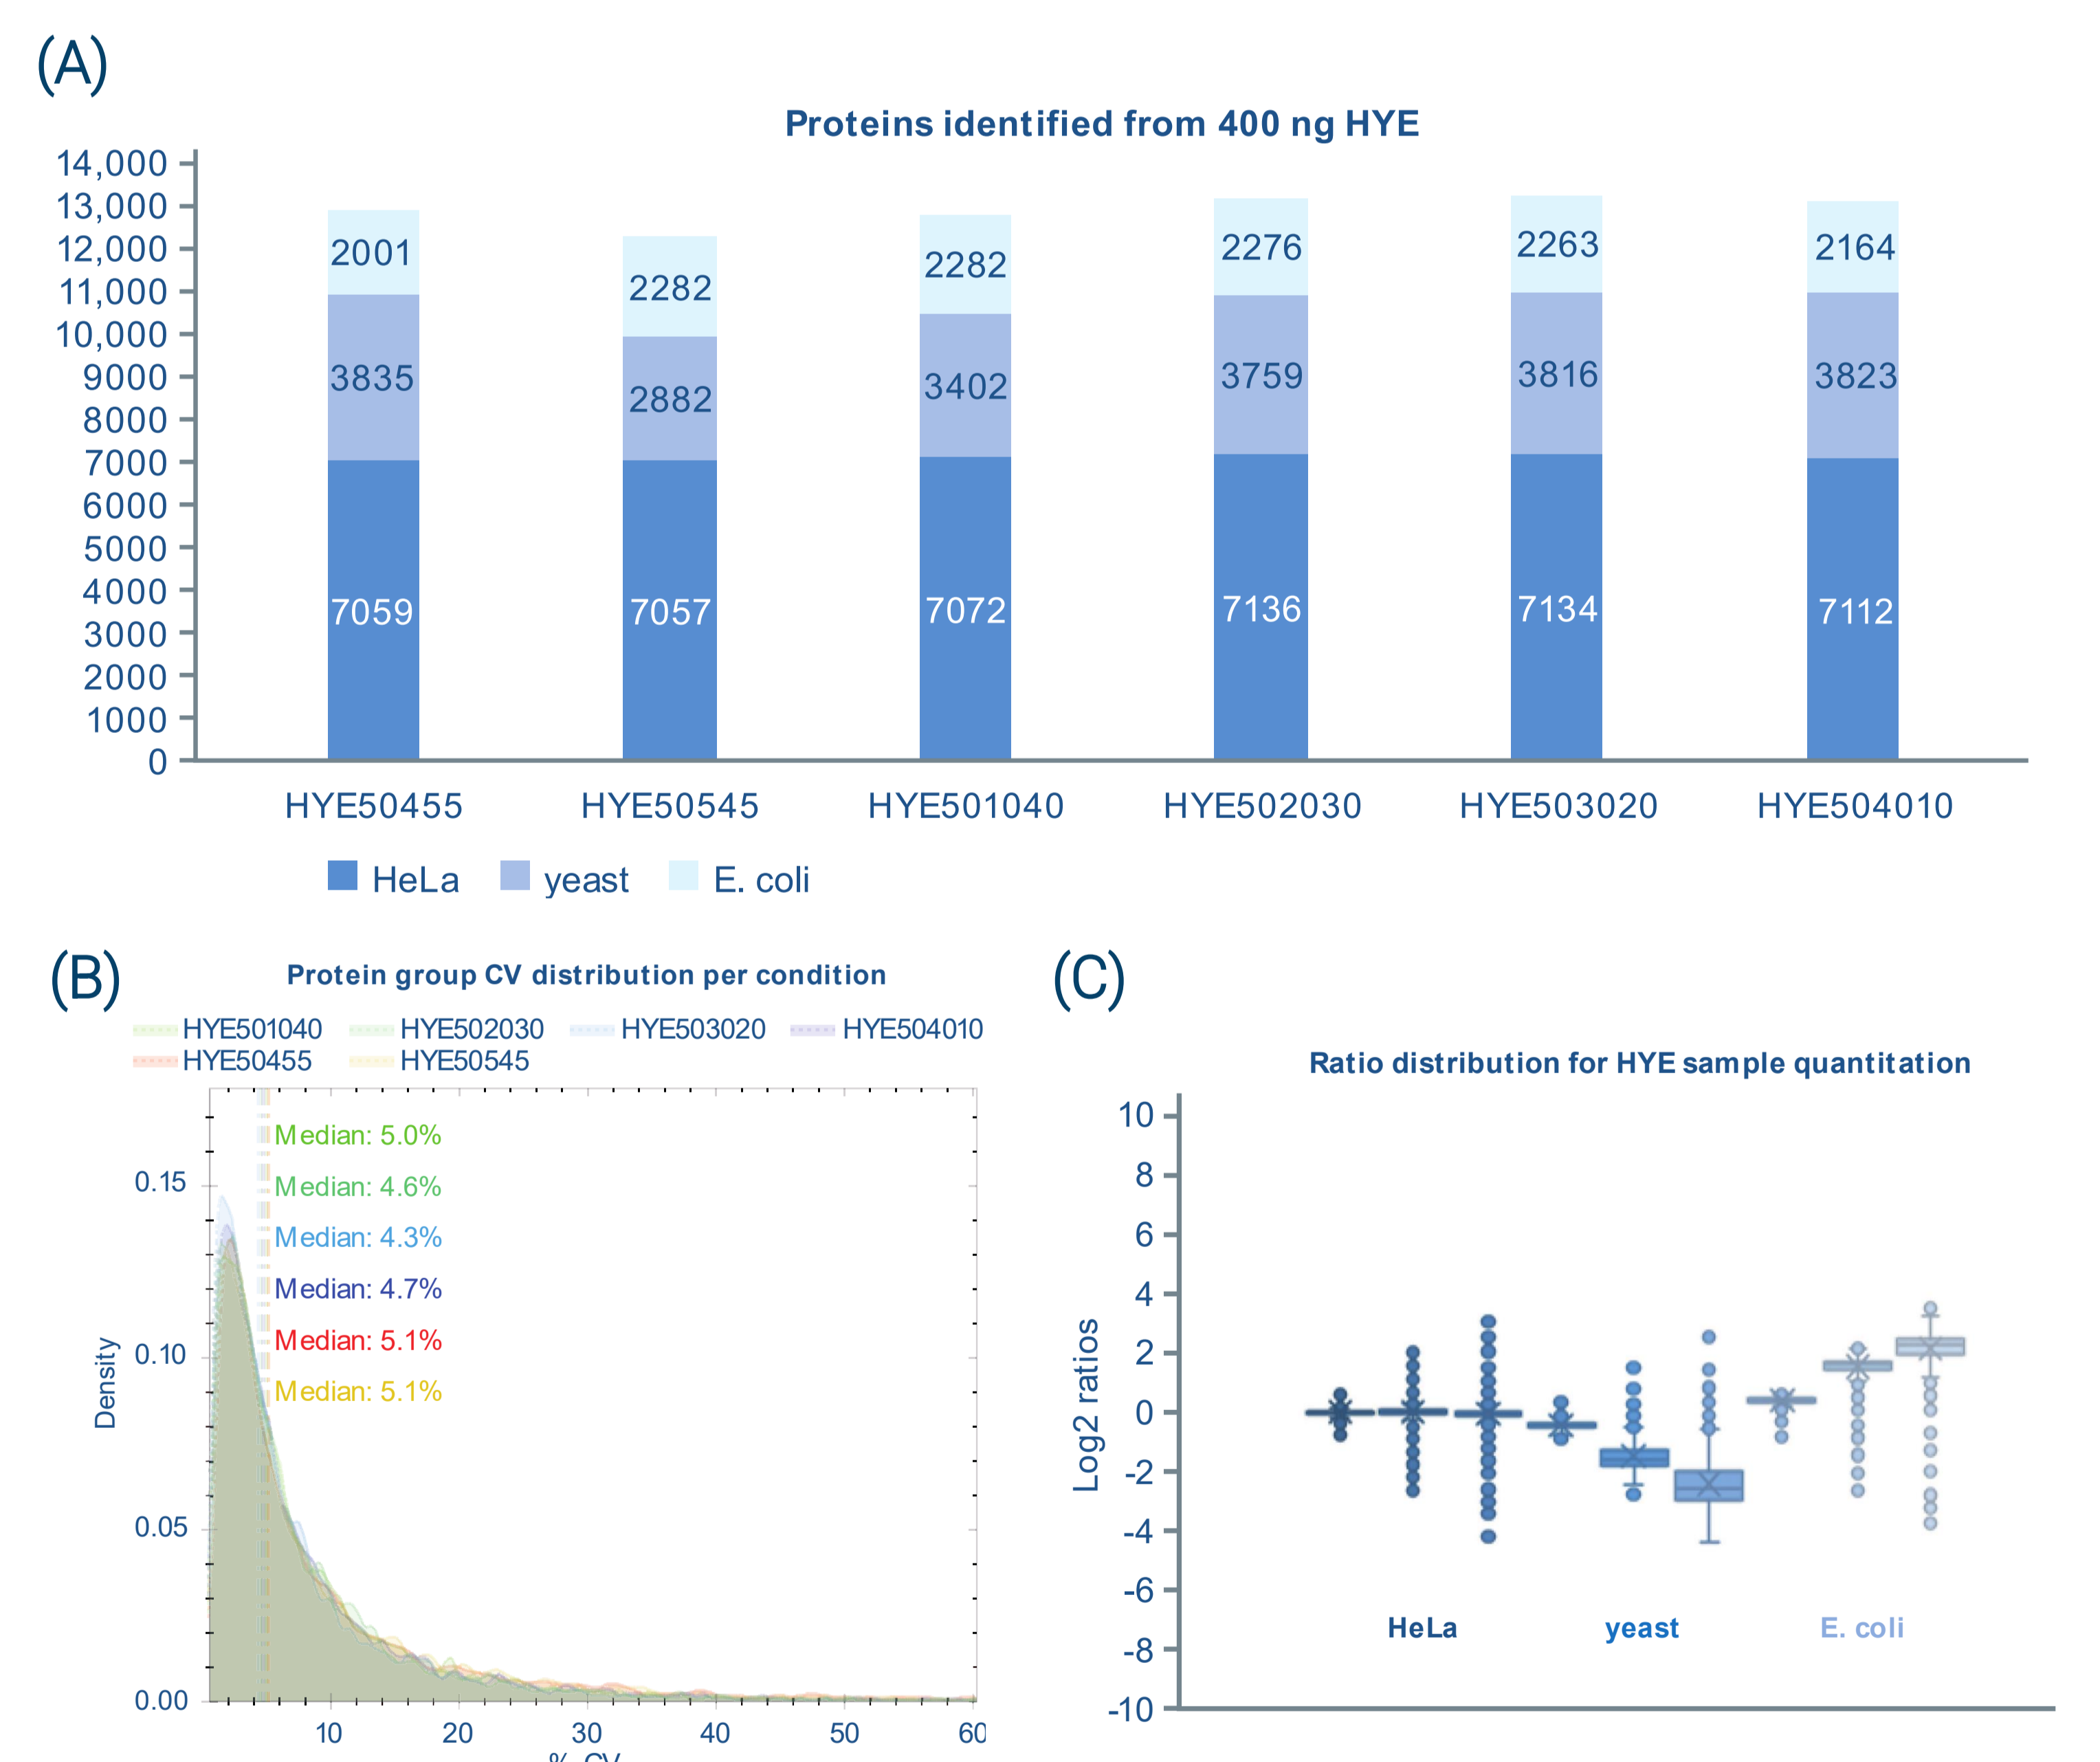 (A)
Proteins identified from 400 ng HYE
14,000
13,000
12,000
11,000
10,000
9000
8000
7000
6000
5000
4000
3000
2000
1000
0
2001 2282 2282 2276 2263 2164
3835 2882 3402 3759 3816 3823
7059 7057 7072 7136 7134 7112
HYE50455 HYE50545 HYE501040 HYE502030 HYE503020 HYE504010
HeLa yeast E. coli
(B)
Protein group CV distribution per condition
HYE501040 HYE502030 HYE503020 HYE504010
HYE50455 HYE50545
Median: 5.0%
Median: 4.6%
Median: 4.3%
Median: 4.7%
Median: 5.1%
Median: 5.1%
Density
0.15
0.10
0.05
0.00
10 20 30 40 50 60
% CV
(C)
Ratio distribution for HYE sample quantitation
Log2 ratios
10
8
6
4
2
0
-2
-4
-6
-8
-10
HeLa yeast E. coli